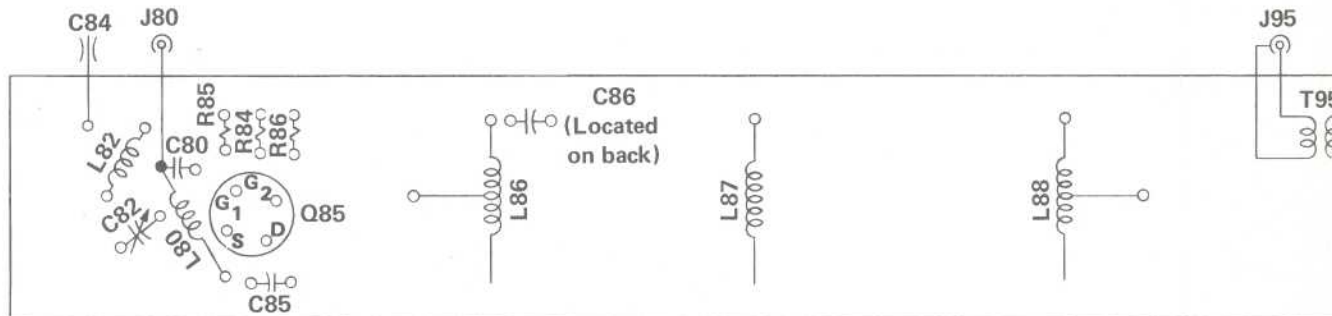 C84
J80
J95
R85
R84
R86
C86
(Located
on back)
T95
L82
C80
G1
G2
S
D
Q85
C82
L80
C85
L86
L87
L88